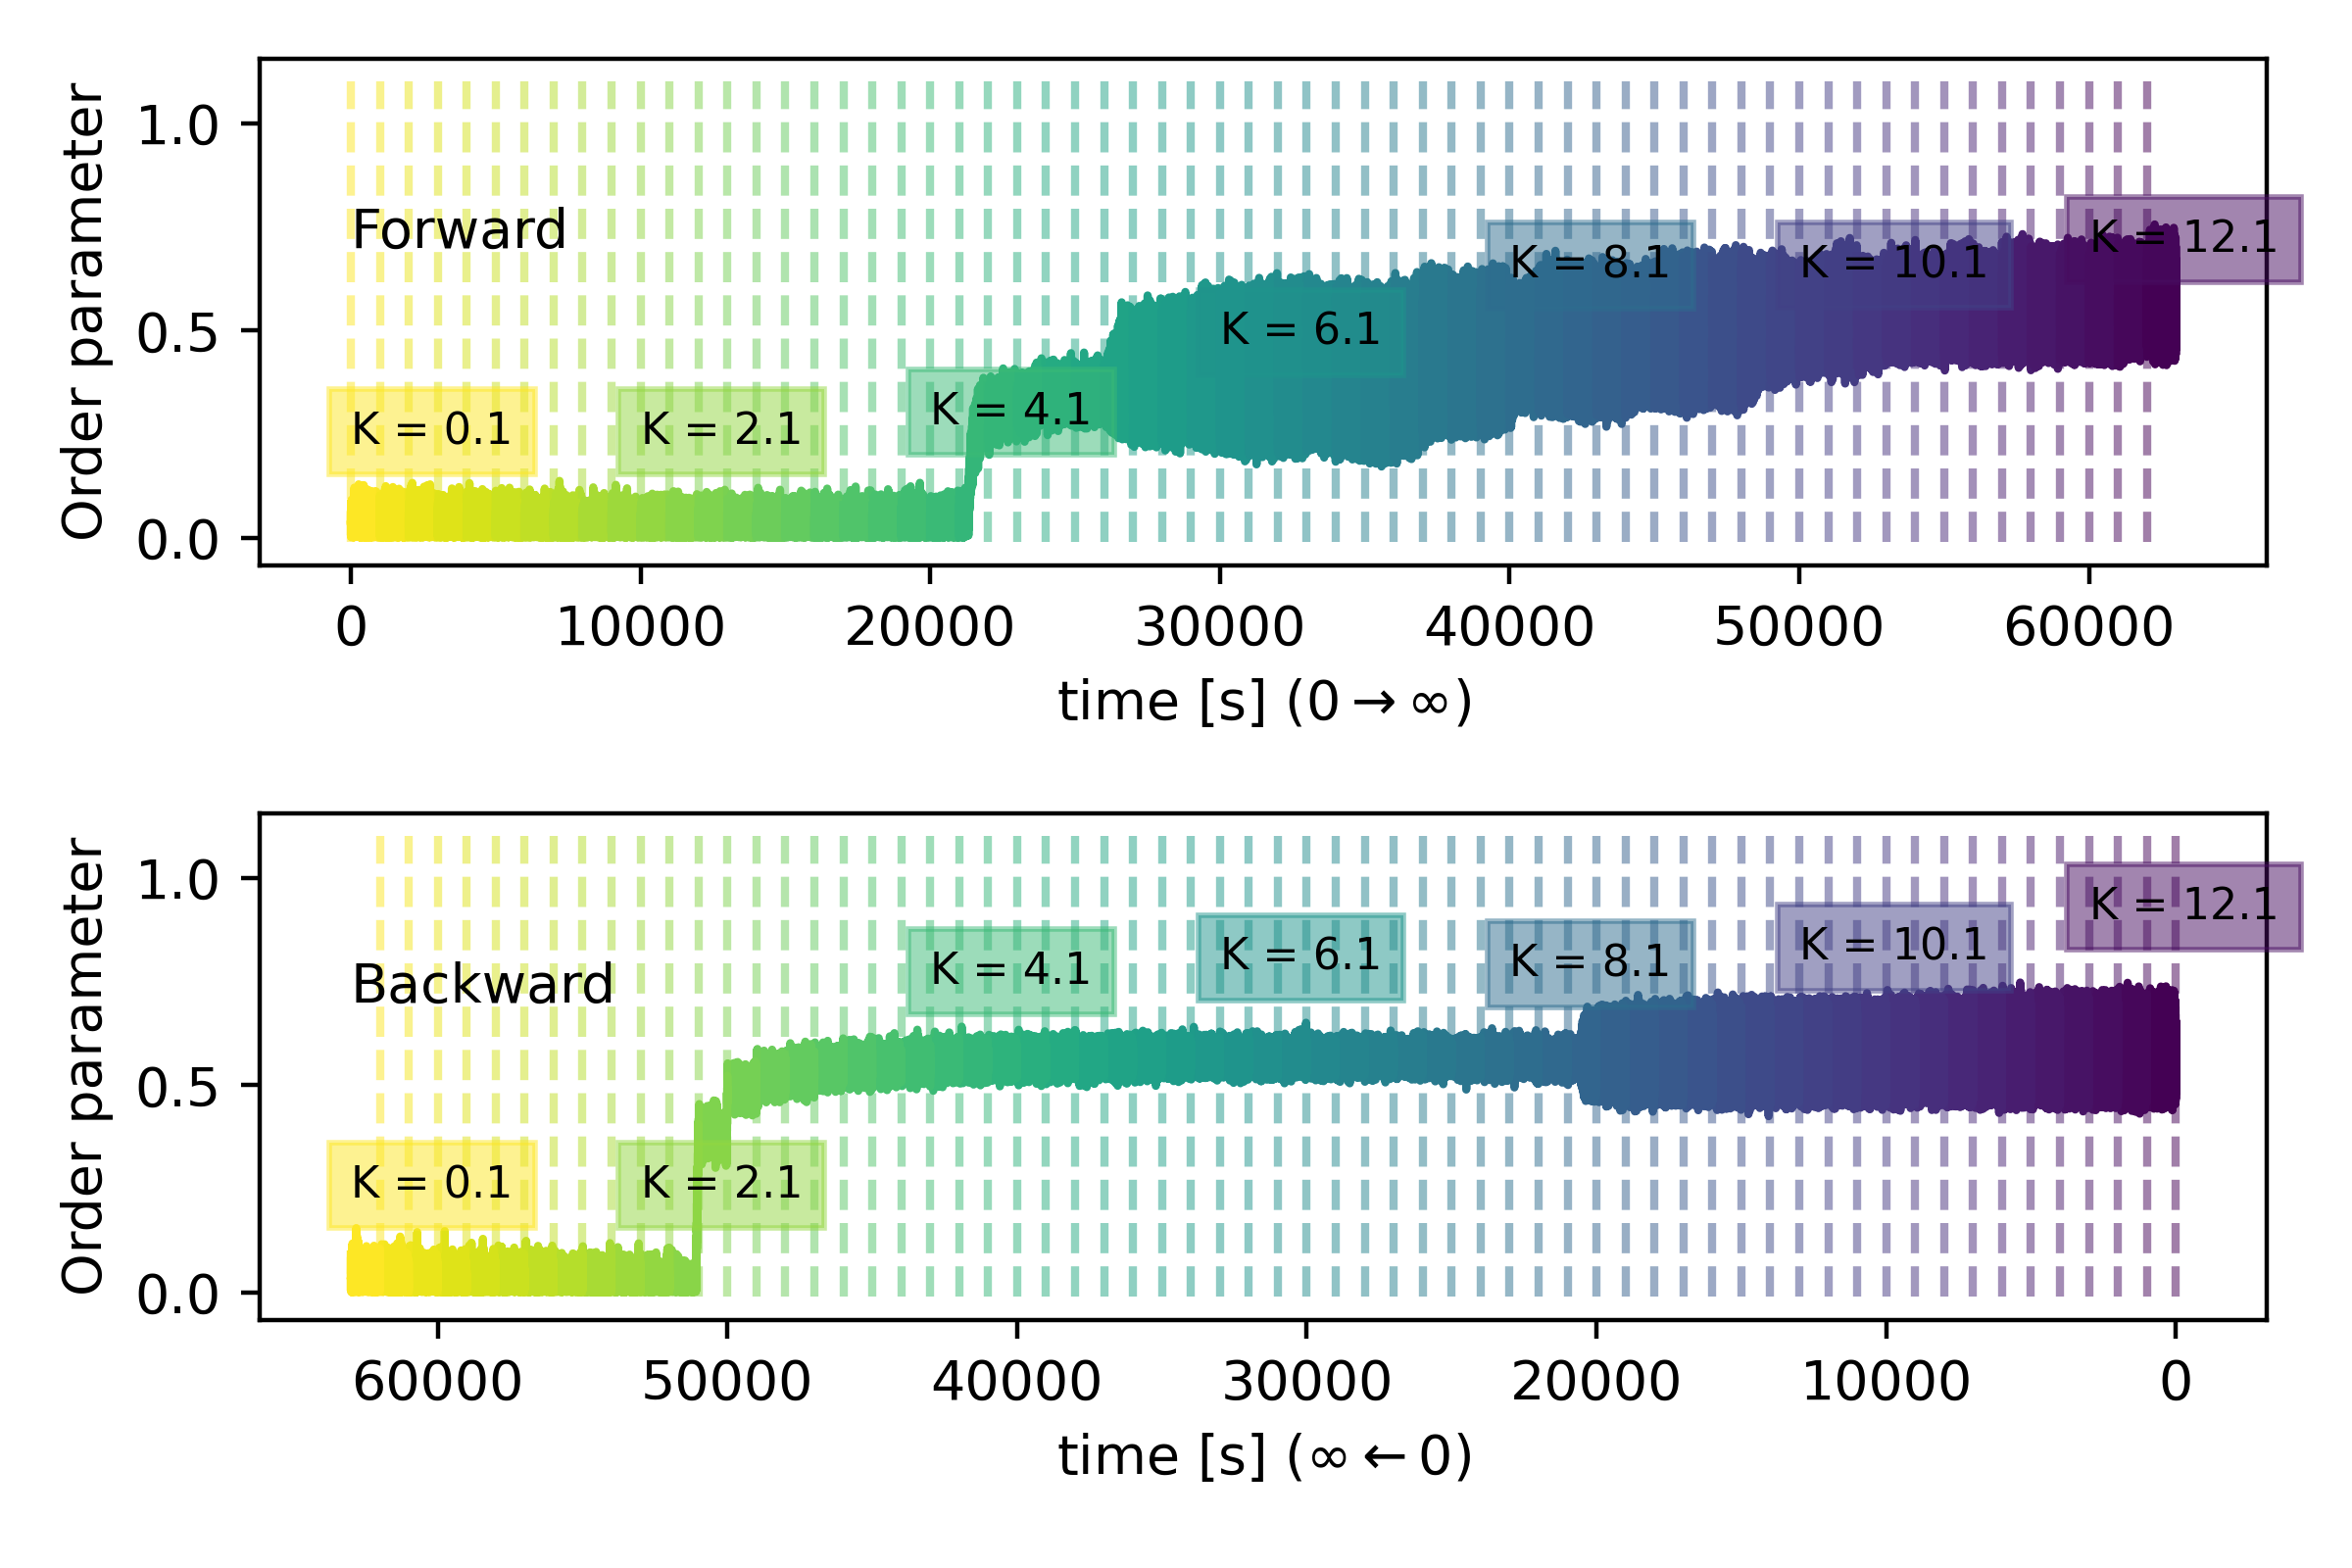 Order parameter
1.0
0.5
0.0
Forward
K = 0.1
K = 2.1
K = 4.1
K = 6.1
K = 8.1
K = 10.1
K = 12.1
0 10000 20000 30000 40000 50000 60000
time [s] (0 → ∞)
Order parameter
1.0
0.5
0.0
Backward
K = 0.1
K = 2.1
K = 4.1
K = 6.1
K = 8.1
K = 10.1
K = 12.1
60000 50000 40000 30000 20000 10000 0
time [s] (∞ ← 0)